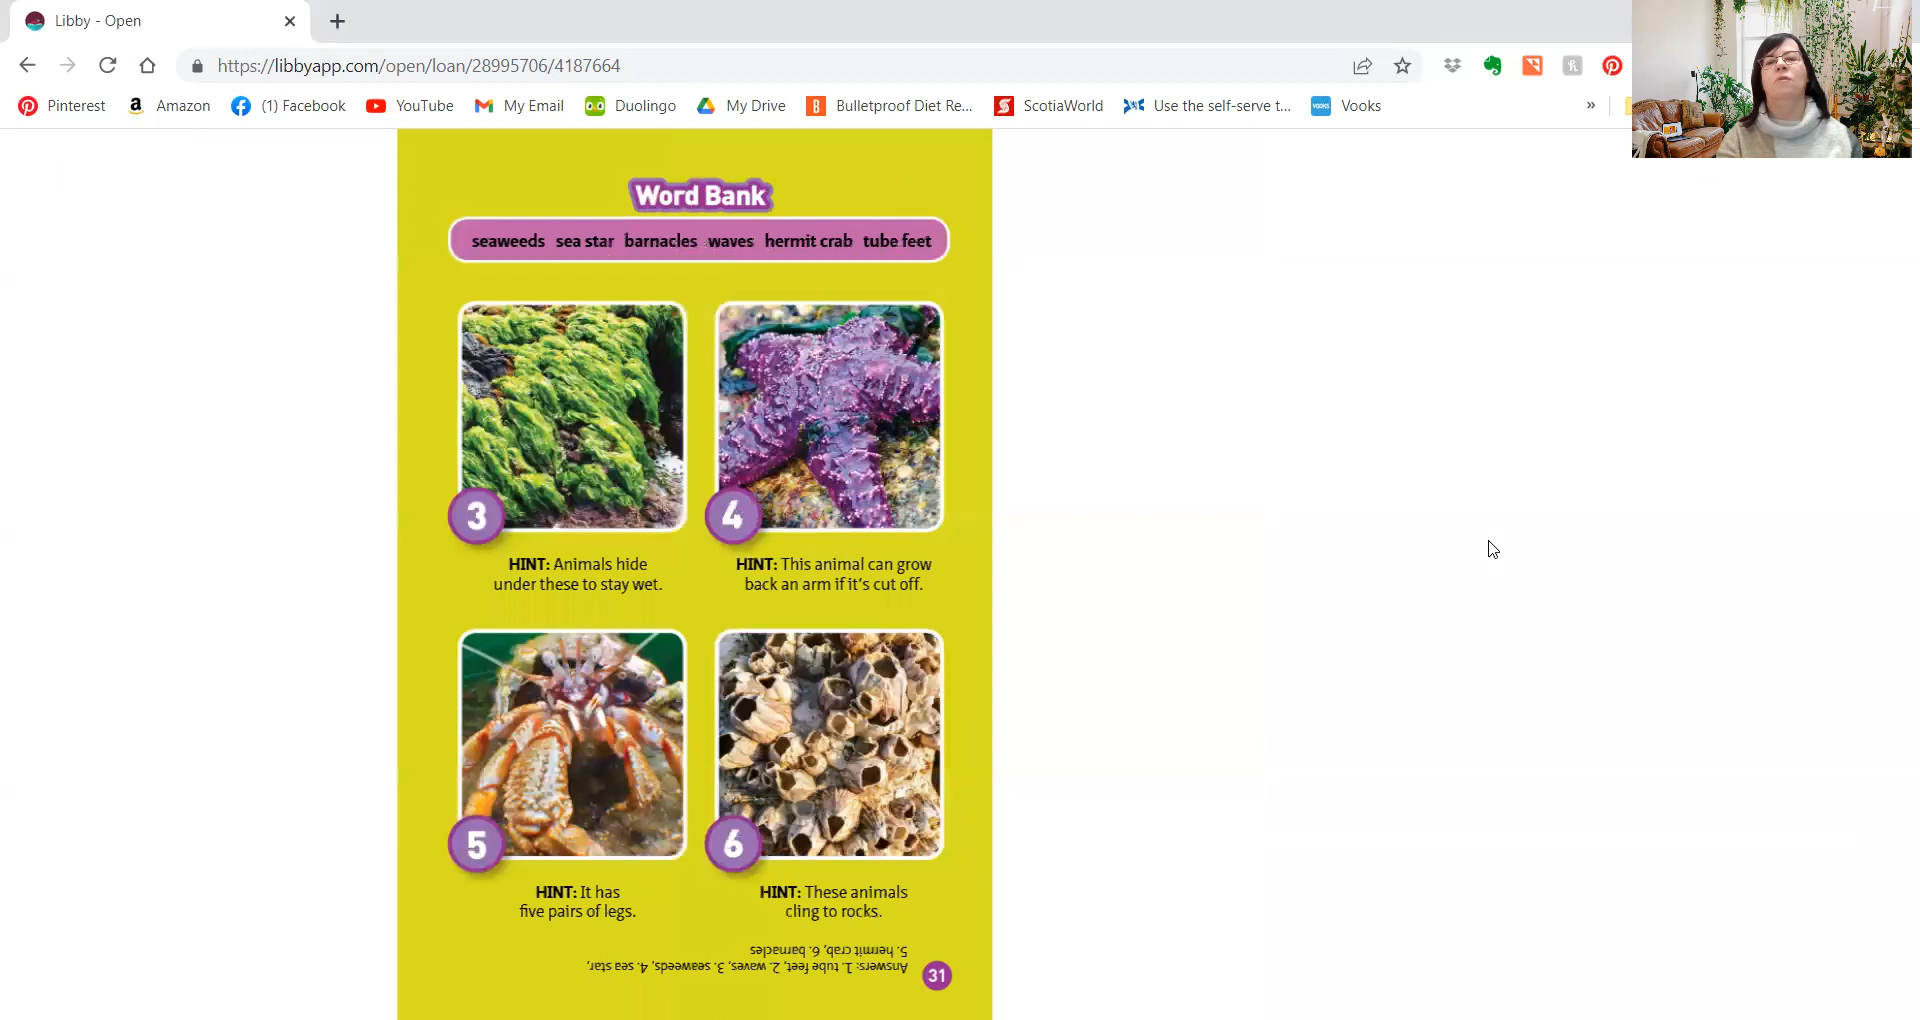 Libby - Open
https://libbyapp.com/open/loan/28995706/4187664
Pinterest Amazon (1) Facebook YouTube My Email Duolingo My Drive Bulletproof Diet Re... ScotiaWorld Use the self-serve t... Vooks
Word Bank
seaweeds sea star barnacles waves hermit crab tube feet
3
4
HINT: Animals hide
under these to stay wet.
HINT: This animal can grow
back an arm if it's cut off.
5
6
HINT: It has
five pairs of legs.
HINT: These animals
cling to rocks.
Answers: 1. tube feet, 2. waves, 3. seaweeds, 4. sea star,
5. hermit crab, 6. barnacles
31